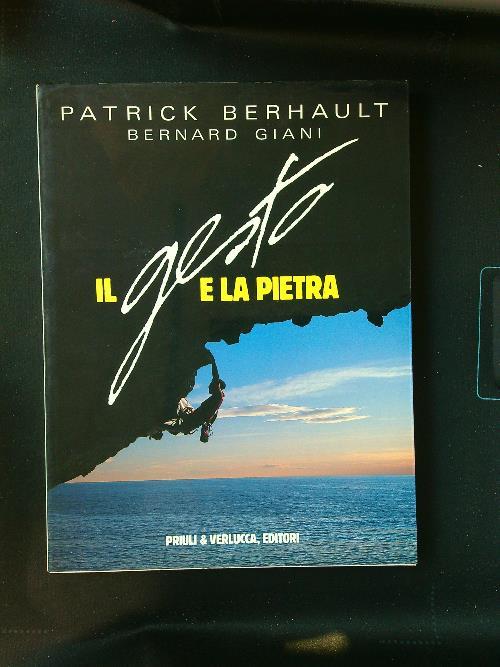 PATRICK BERHAULT
BERNARD GIANI
IL gesto E LA PIETRA
PRIULI & VERLUCCA, EDITORI